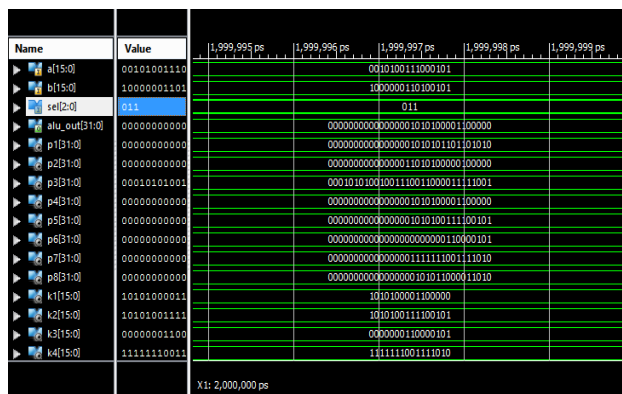 Name Value 1,999,995 ps 1,999,996 ps 1,999,997 ps 1,999,998 ps 1,999,999 ps
a[15:0] 00101001110 0010100111000101
b[15:0] 10000001101 1000000110100101
sel[2:0] 011 011
alu_out[31:0] 00000000000 00000000000000001010100001100000
p1[31:0] 00000000000 00000000000000001010101101101010
p2[31:0] 00000000000 00000000000000011010100000100000
p3[31:0] 00010101001 00010101001001110011000011111001
p4[31:0] 00000000000 00000000000000001010100001100000
p5[31:0] 00000000000 00000000000000001010100111100101
p6[31:0] 00000000000 00000000000000000000000110000101
p7[31:0] 00000000000 00000000000000001111111001111010
p8[31:0] 00000000000 00000000000000000101011000011010
k1[15:0] 10101000011 1010100001100000
k2[15:0] 10101001111 1010100111100101
k3[15:0] 00000001100 0000000110000101
k4[15:0] 11111110011 1111111001111010
X1: 2,000,000 ps